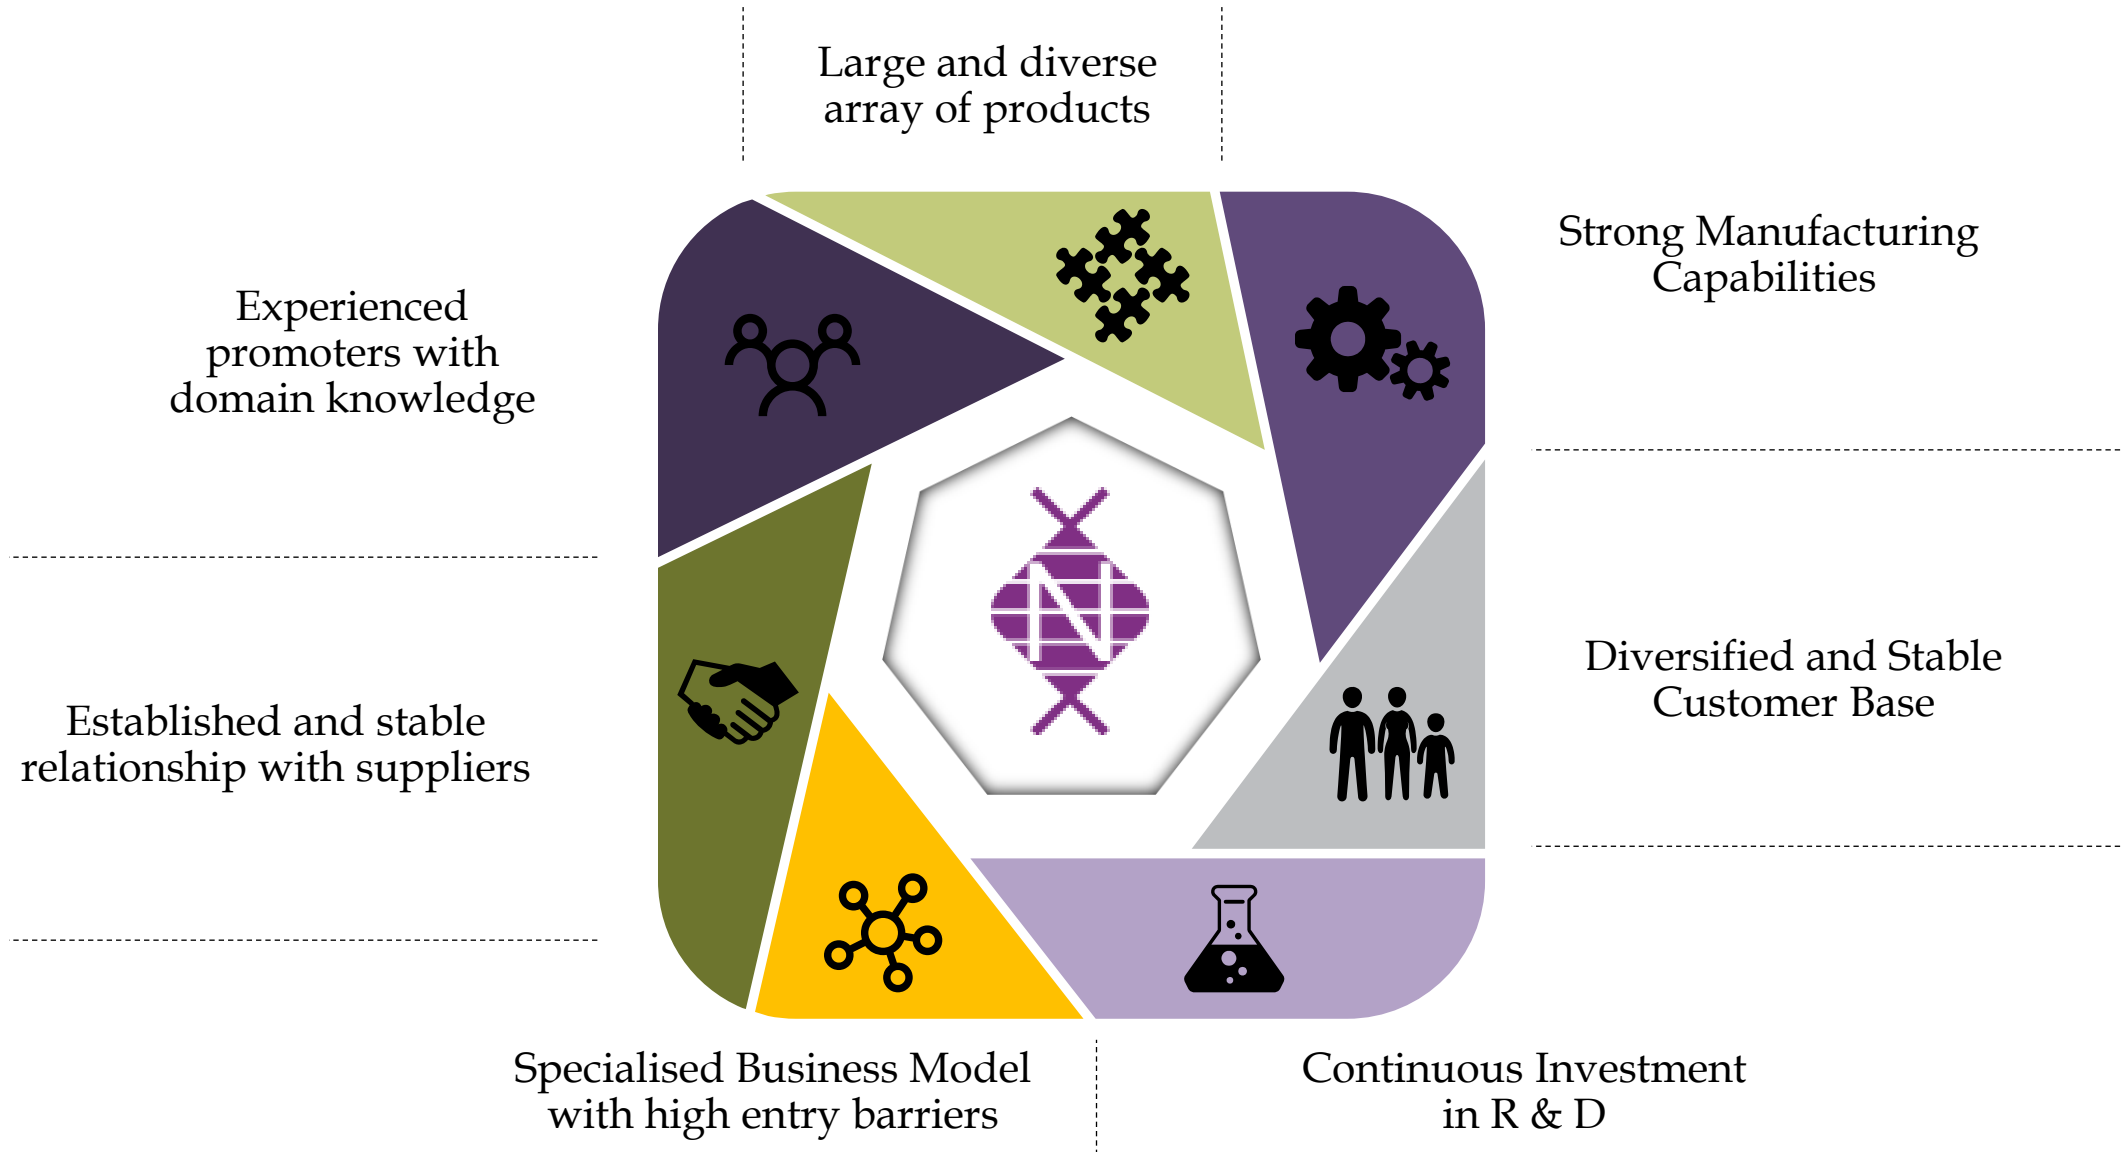 Large and diverse
array of products
Strong Manufacturing
Capabilities
Experienced
promoters with
domain knowledge
N
Diversified and Stable
Customer Base
Established and stable
relationship with suppliers
Specialised Business Model
with high entry barriers
Continuous Investment
in R & D